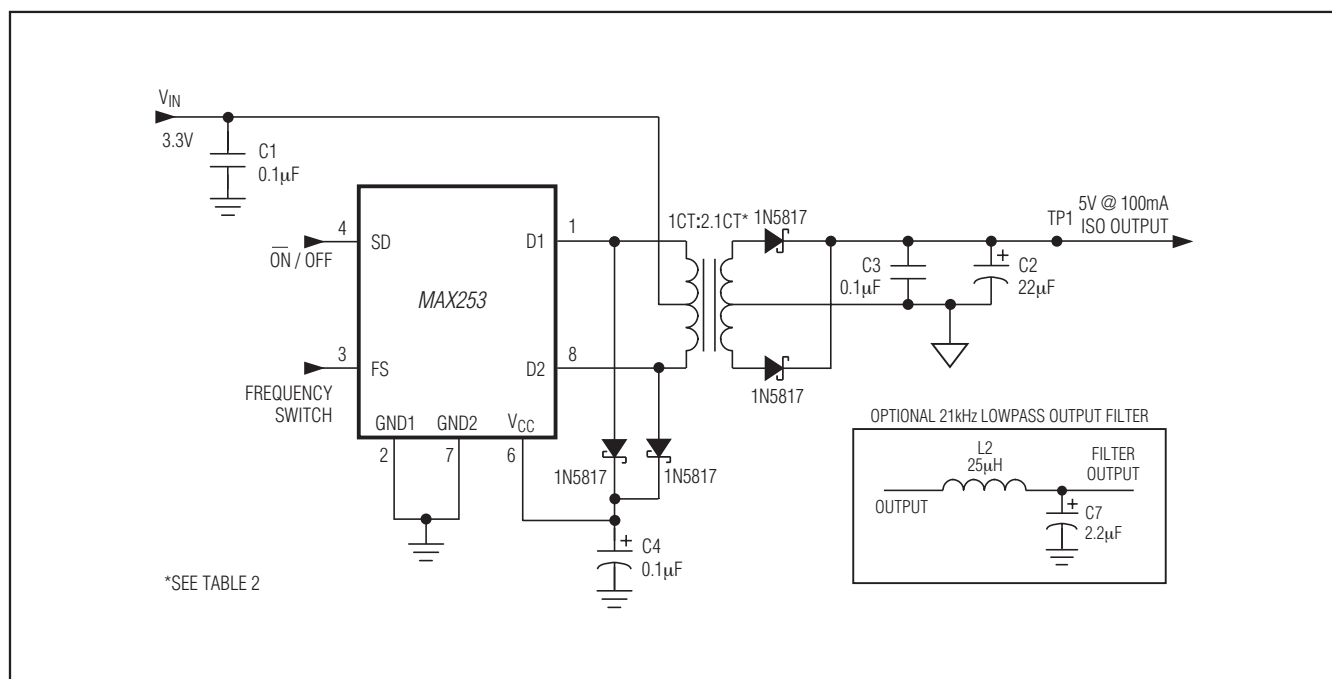 VIN
3.3V
C1
0.1μF
4
SD
ON / OFF
MAX253
D1
1
3
FS
FREQUENCY
SWITCH
D2
8
GND1
GND2
VCC
2
7
6
1CT:2.1CT*
1N5817
1N5817
1N5817
1N5817
C4
0.1μF
C3
0.1μF
C2
22μF
TP1
5V @ 100mA
ISO OUTPUT
OPTIONAL 21kHz LOWPASS OUTPUT FILTER
L2
25μH
OUTPUT
FILTER
OUTPUT
C7
2.2μF
*SEE TABLE 2